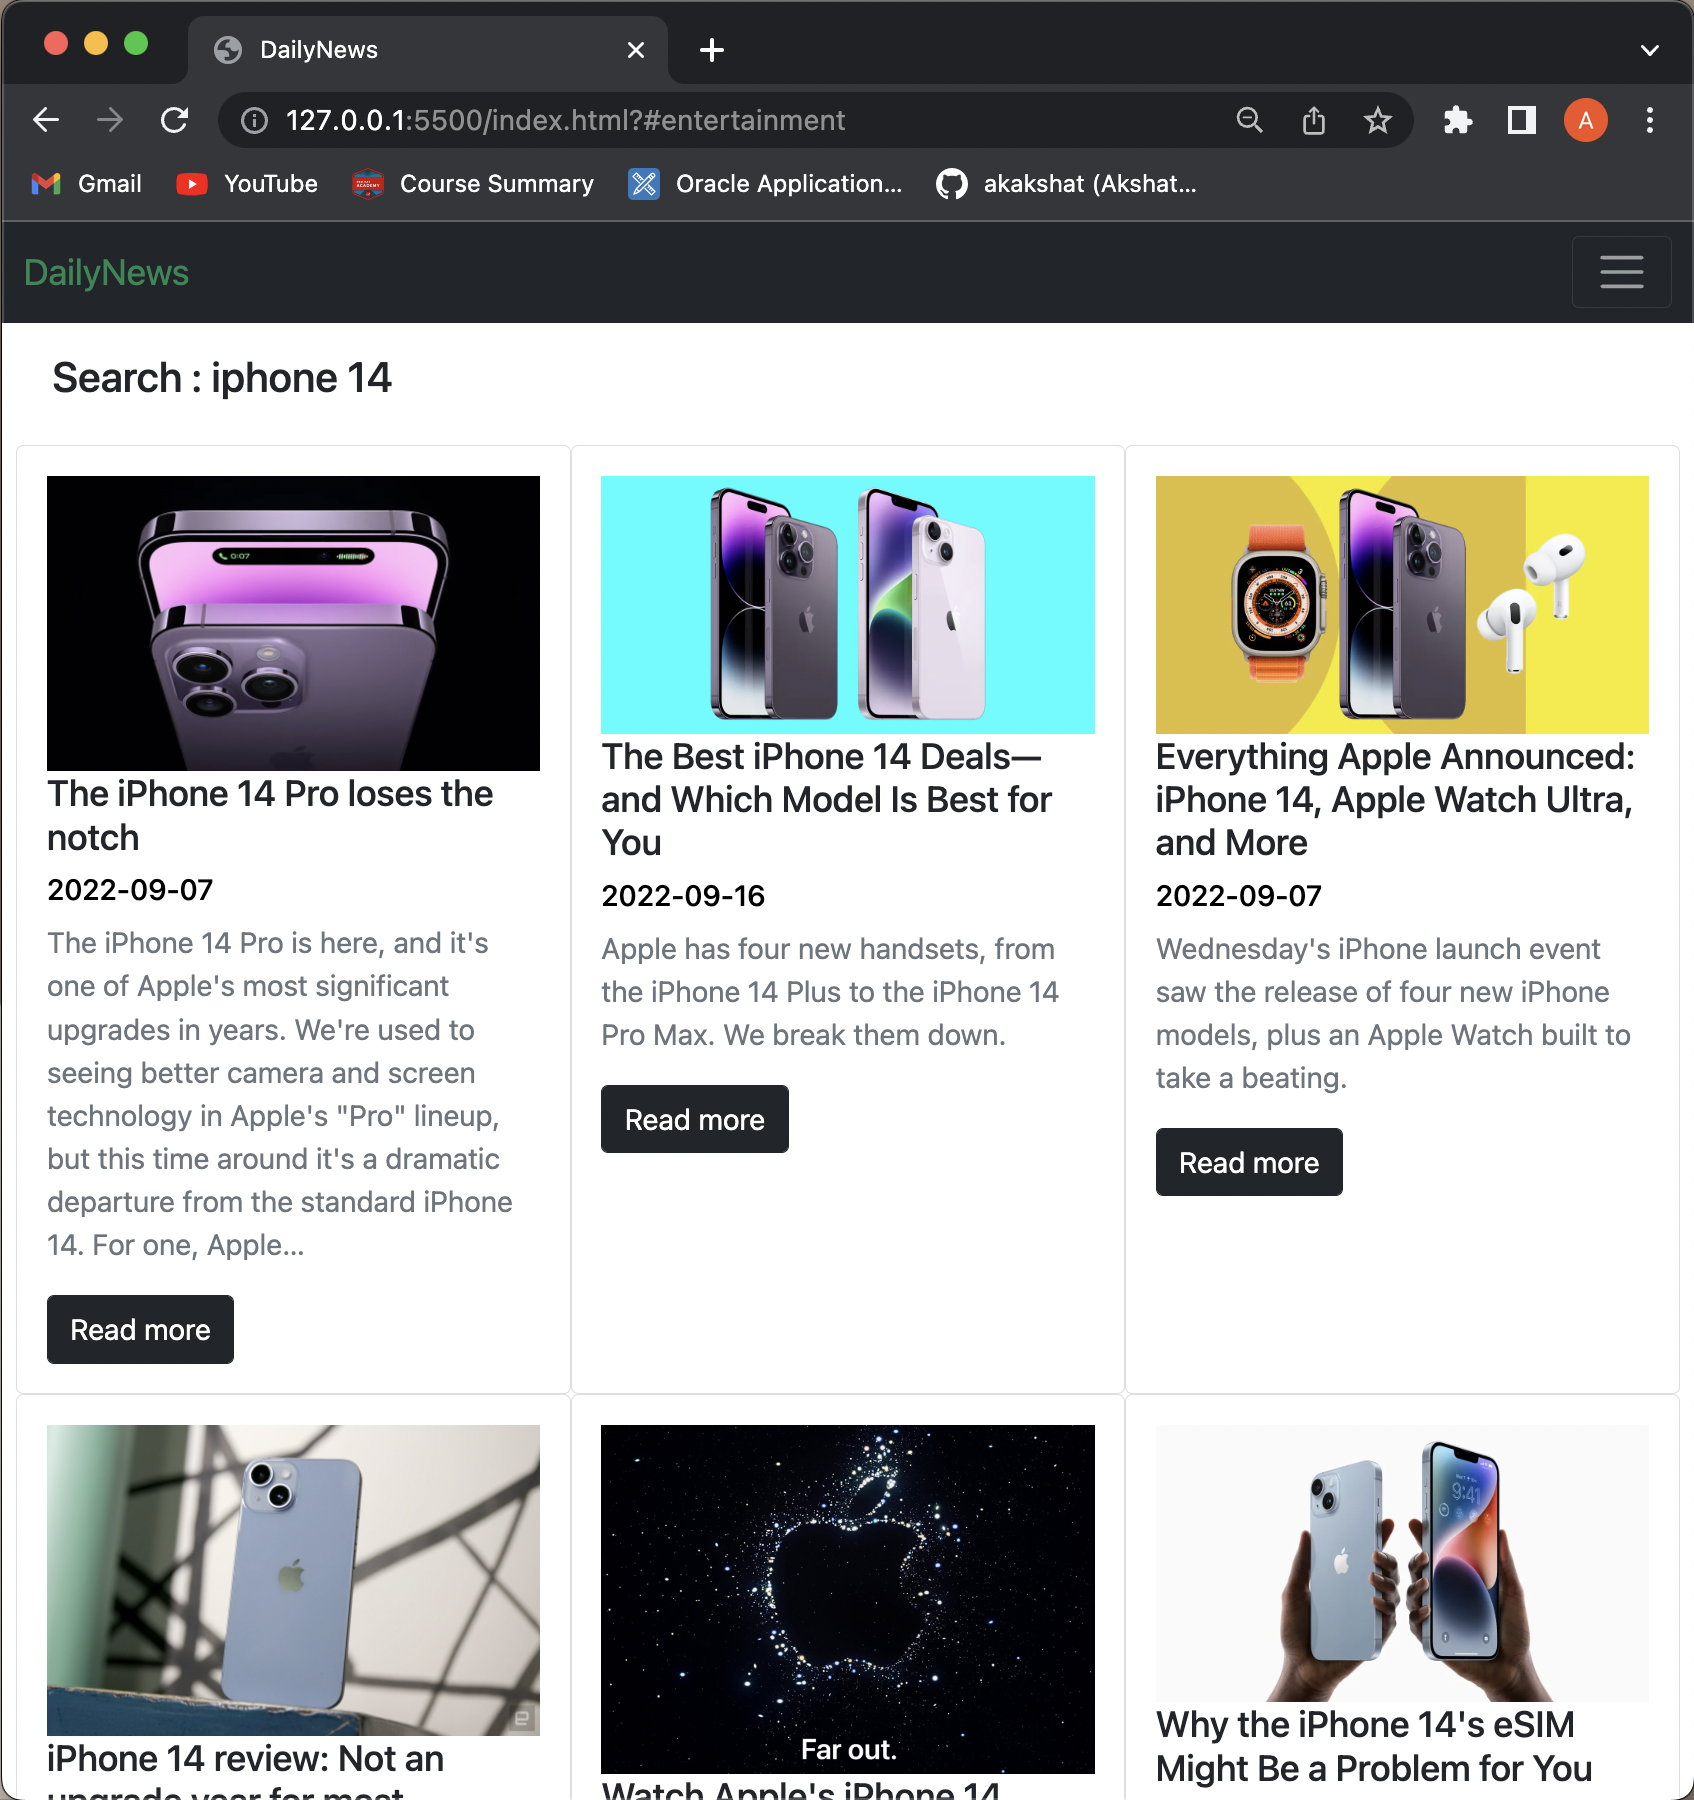 DailyNews
127.0.0.1:5500/index.html?#entertainment
A
Gmail
YouTube
Course Summary
Oracle Application...
akakshat (Akshat...
DailyNews
Search : iphone 14
0:07
The iPhone 14 Pro loses the
notch
2022-09-07
The iPhone 14 Pro is here, and it's
one of Apple's most significant
upgrades in years. We're used to
seeing better camera and screen
technology in Apple's "Pro" lineup,
but this time around it's a dramatic
departure from the standard iPhone
14. For one, Apple...
Read more
The Best iPhone 14 Deals—
and Which Model Is Best for
You
2022-09-16
Apple has four new handsets, from
the iPhone 14 Plus to the iPhone 14
Pro Max. We break them down.
Read more
Everything Apple Announced:
iPhone 14, Apple Watch Ultra,
and More
2022-09-07
Wednesday's iPhone launch event
saw the release of four new iPhone
models, plus an Apple Watch built to
take a beating.
Read more
iPhone 14 review: Not an
upgrade year for most
Far out.
Watch Apple's iPhone 14
9:41
Why the iPhone 14's eSIM
Might Be a Problem for You